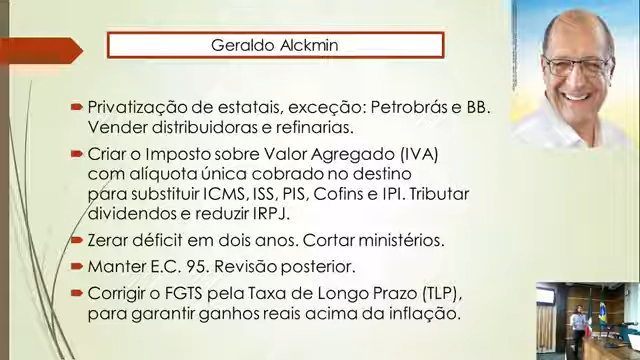 Geraldo Alckmin
Privatização de estatais, exceção: Petrobrás e BB.
Vender distribuidoras e refinarias.
Criar o Imposto sobre Valor Agregado (IVA)
com alíquota única cobrado no destino
para substituir ICMS, ISS, PIS, Cofins e IPI. Tributar
dividendos e reduzir IRPJ.
Zerar déficit em dois anos. Cortar ministérios.
Manter E.C. 95. Revisão posterior.
Corrigir o FGTS pela Taxa de Longo Prazo (TLP),
para garantir ganhos reais acima da inflação.